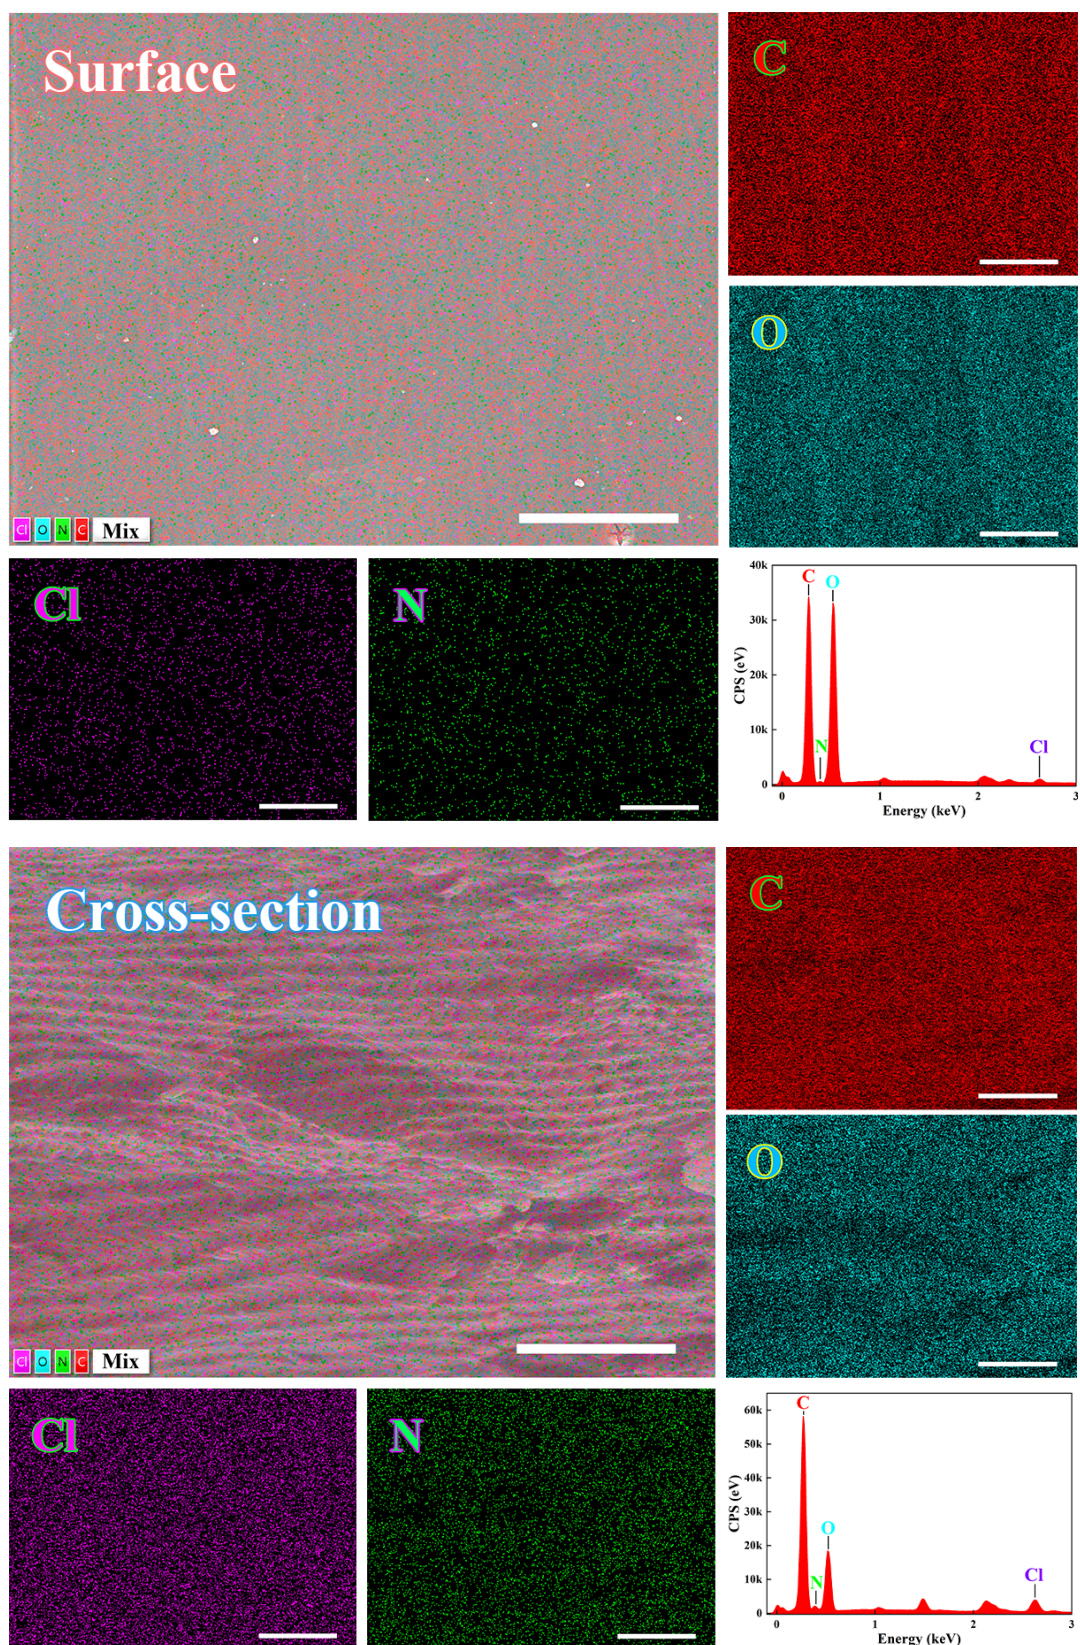 Surface
C
O
Cl O N C Mix
Cl
N
40k
30k
20k
10k
0
CPS (eV)
C
O
N
Cl
0 1 2 3
Energy (keV)
Cross-section
C
O
Cl O N C Mix
Cl
N
60k
50k
40k
30k
20k
10k
0
CPS (eV)
C
O
N
Cl
0 1 2 3
Energy (keV)